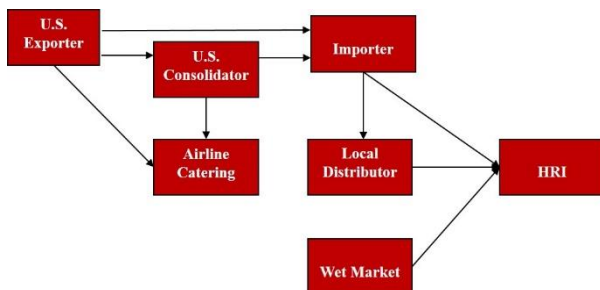 U.S.
Exporter
U.S.
Consolidator
Importer
Airline
Catering
Local
Distributor
HRI
Wet Market